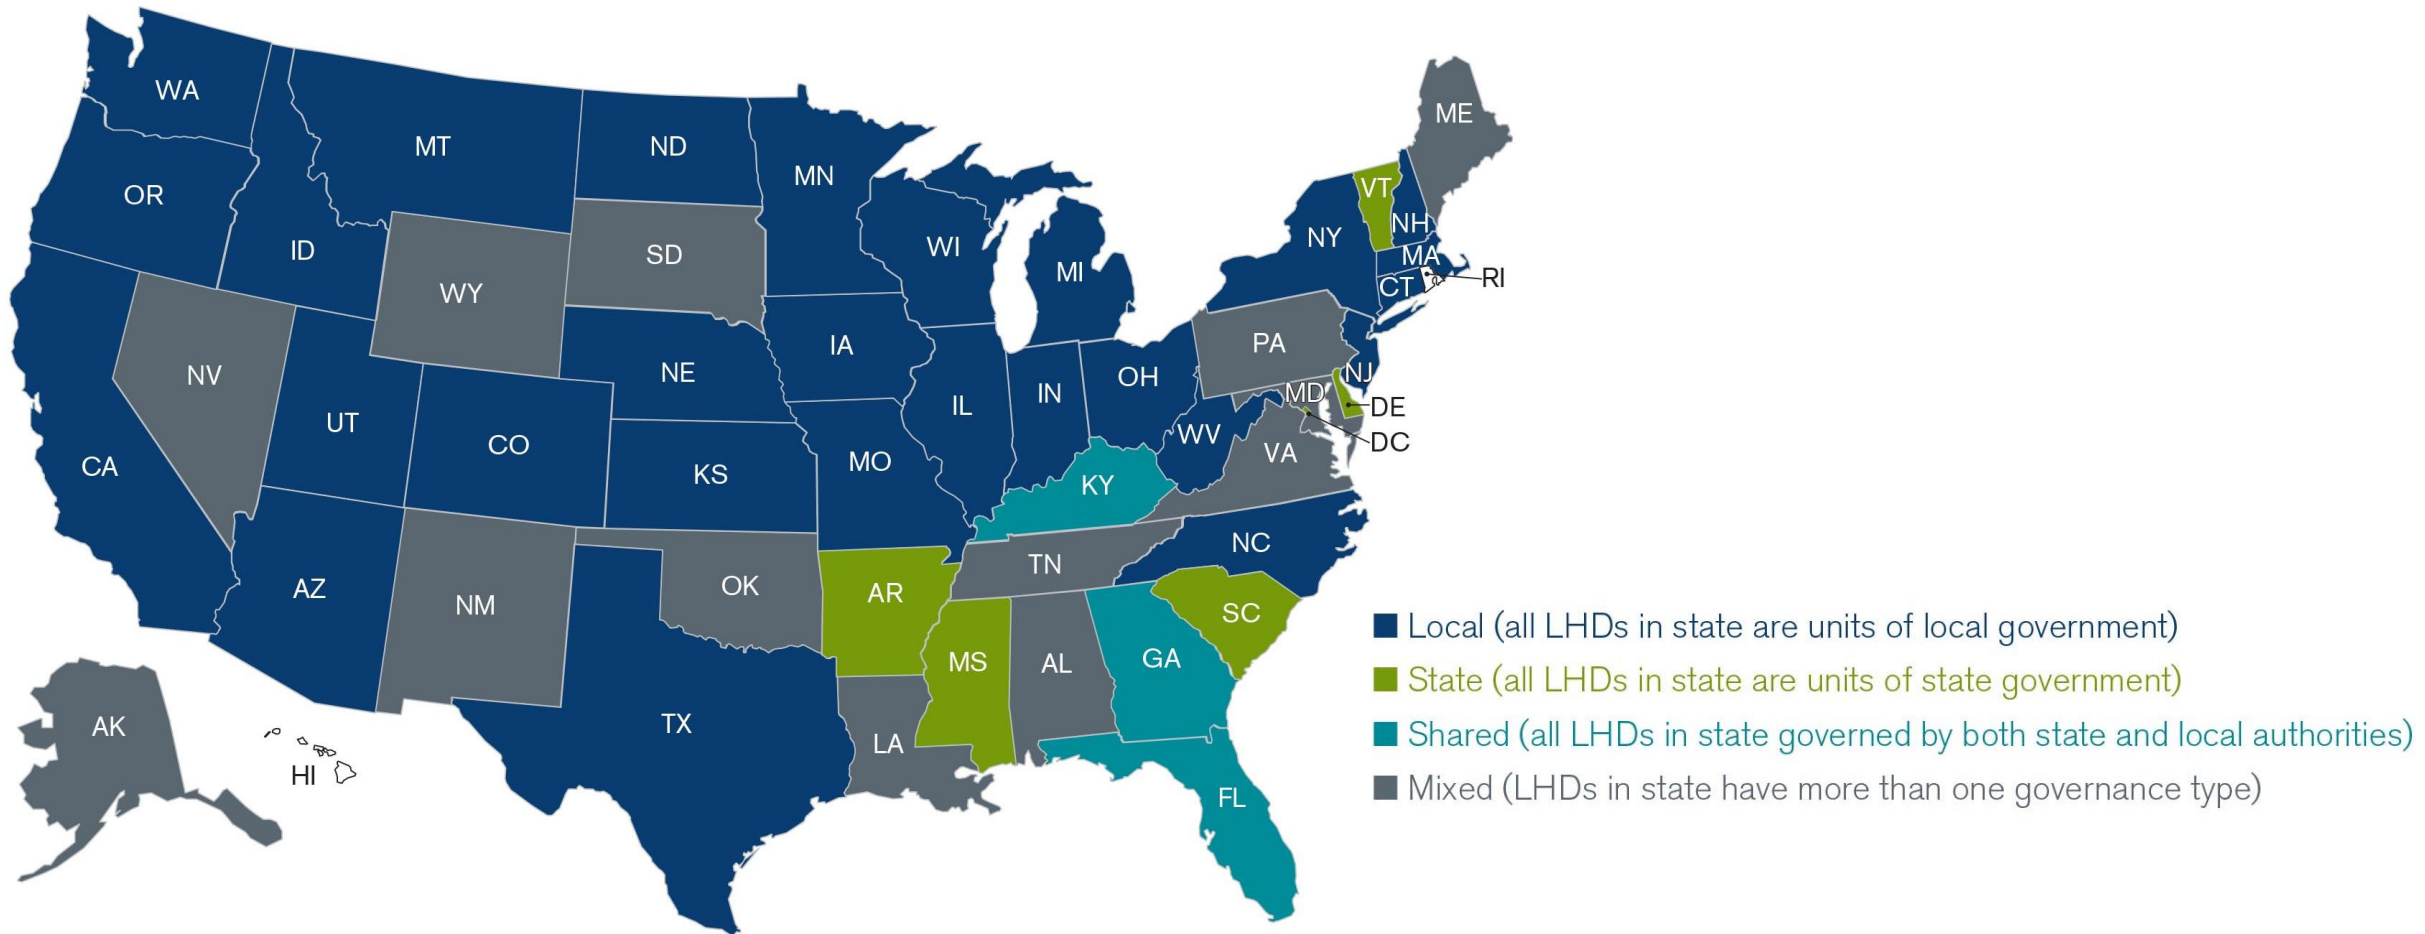 WA
MT
ND
MN
ME
OR
ID
WY
SD
WI
MI
NY
VT
NH
MA
CT
RI
NV
UT
CO
NE
IA
IL
IN
OH
PA
NJ
MD
DE
DC
CA
KS
MO
KY
WV
VA
AZ
NM
OK
AR
TN
NC
SC
TX
LA
MS
AL
GA
FL
AK
HI
Local (all LHDs in state are units of local government)
State (all LHDs in state are units of state government)
Shared (all LHDs in state governed by both state and local authorities)
Mixed (LHDs in state have more than one governance type)